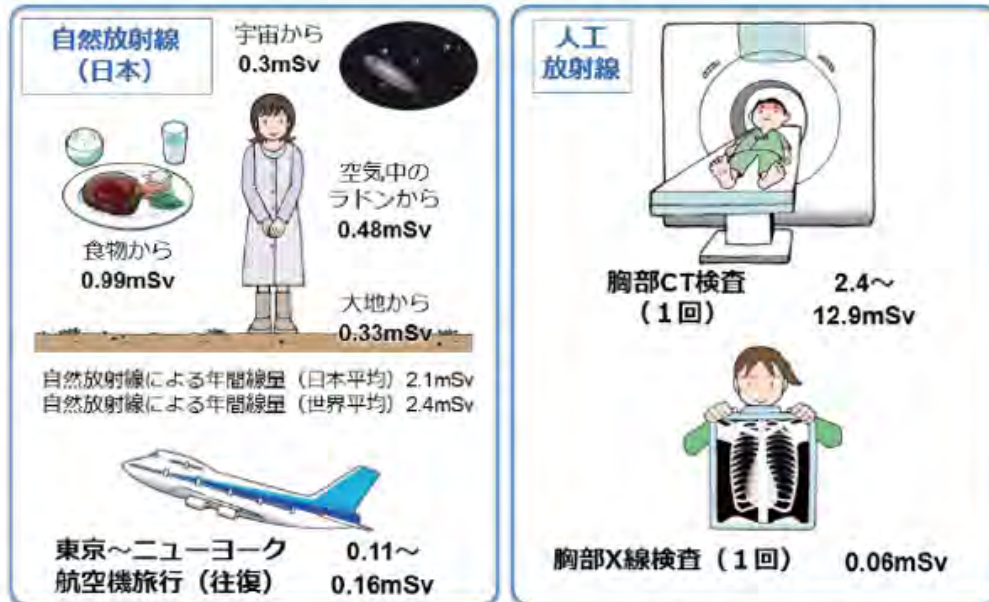 自然放射線
（日本）
宇宙から
0.3mSv
空気中の
ラドンから
0.48mSv
食物から
0.99mSv
大地から
0.33mSv
自然放射線による年間線量（日本平均）2.1mSv
自然放射線による年間線量（世界平均）2.4mSv
東京～ニューヨーク
航空機旅行（往復）
0.11～
0.16mSv
人工
放射線
胸部CT検査
（１回）
2.4～
12.9mSv
胸部X線検査（１回） 0.06mSv